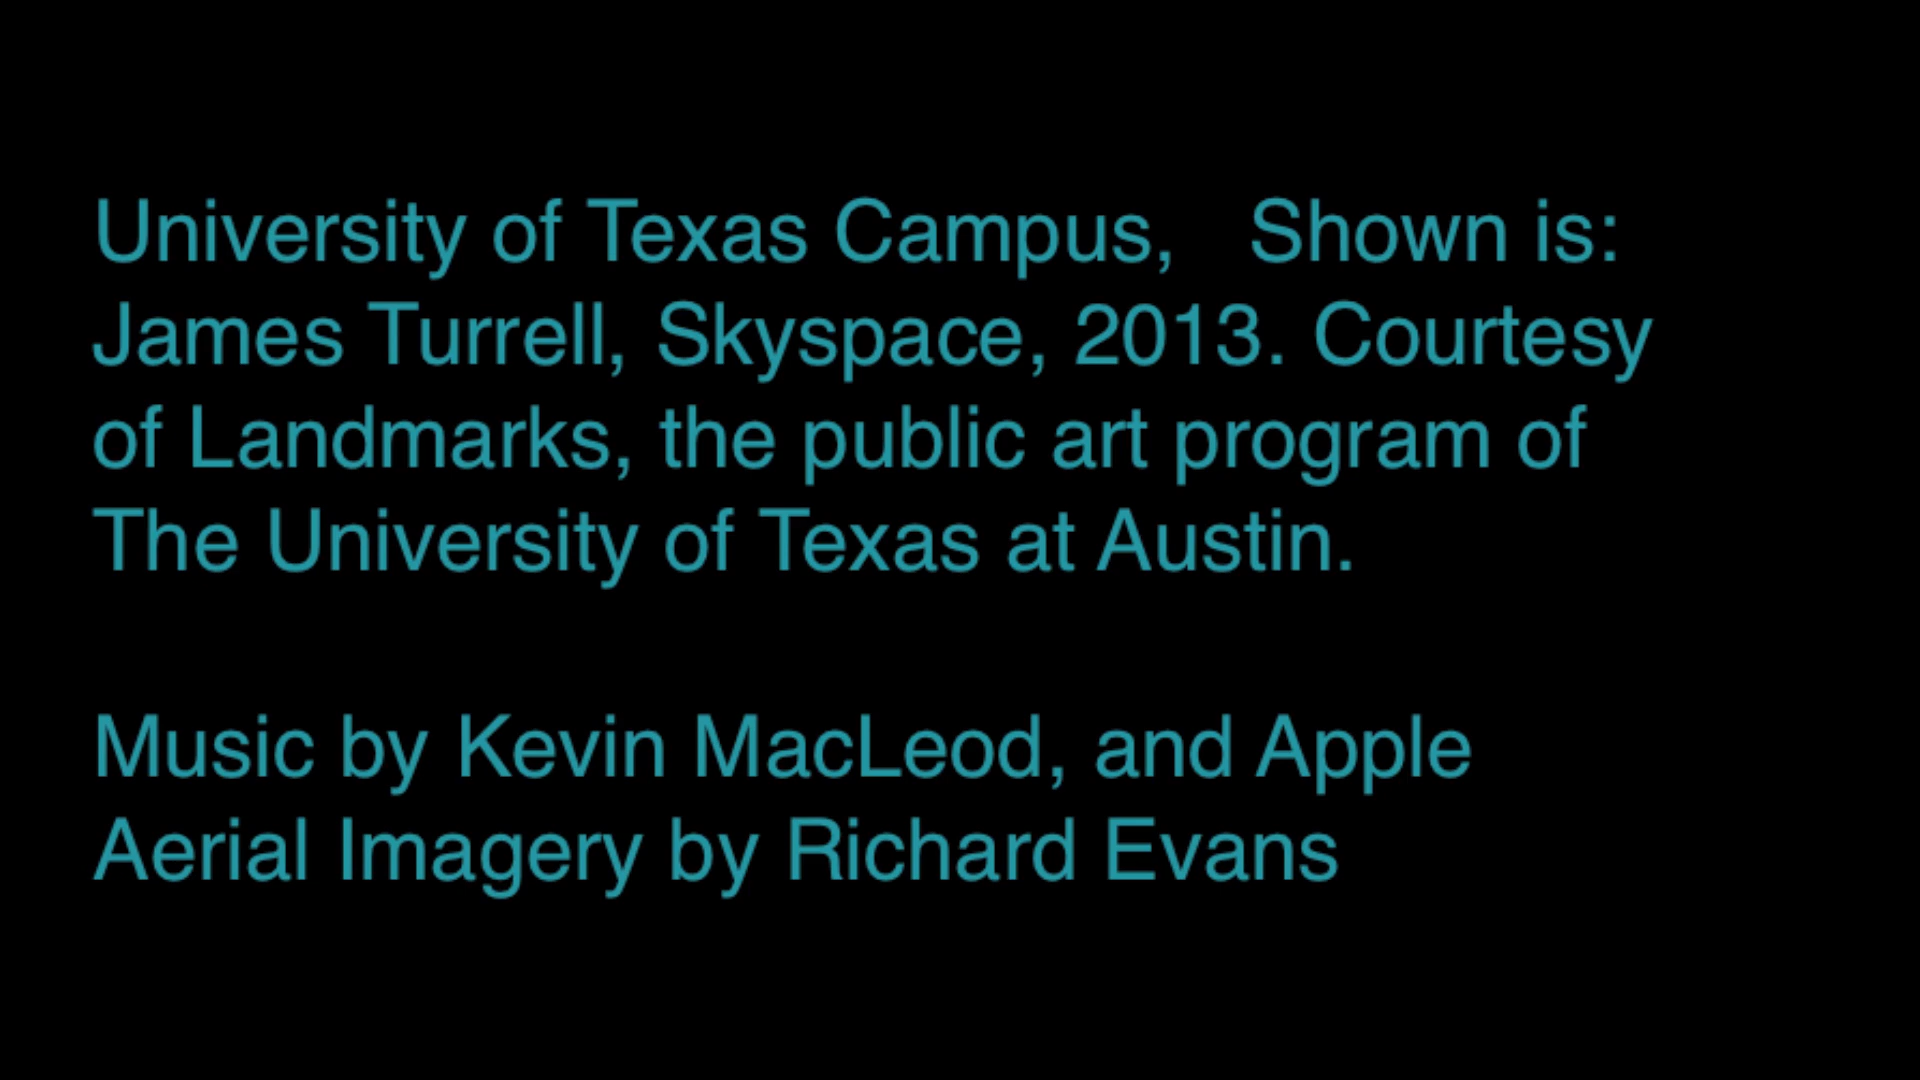 University of Texas Campus,   Shown is:
James Turrell, Skyspace, 2013. Courtesy
of Landmarks, the public art program of
The University of Texas at Austin.
Music by Kevin MacLeod, and Apple
Aerial Imagery by Richard Evans